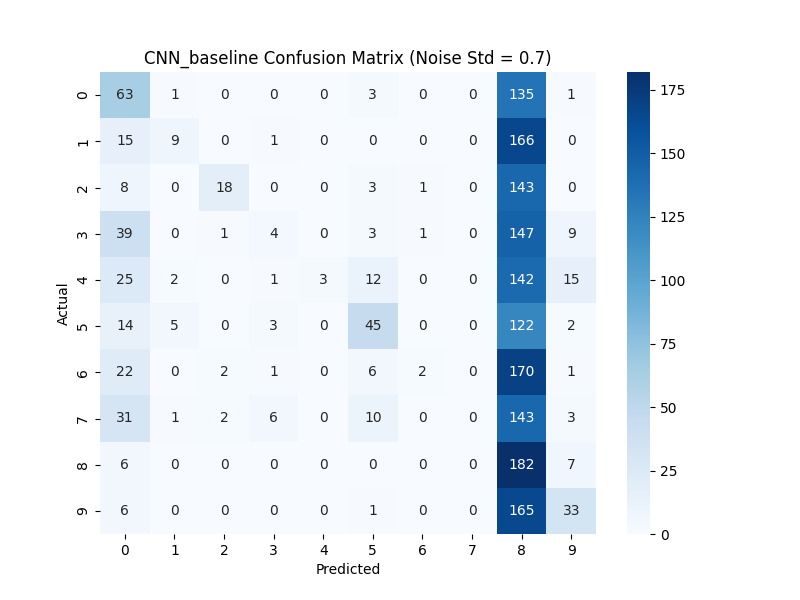 CNN_baseline Confusion Matrix (Noise Std = 0.7)
0 63 1 0 0 0 3 0 0 135 1
1 15 9 0 1 0 0 0 0 166 0
2 8 0 18 0 0 3 1 0 143 0
3 39 0 1 4 0 3 1 0 147 9
4 25 2 0 1 3 12 0 0 142 15
5 14 5 0 3 0 45 0 0 122 2
6 22 0 2 1 0 6 2 0 170 1
7 31 1 2 6 0 10 0 0 143 3
8 6 0 0 0 0 0 0 0 182 7
9 6 0 0 0 0 1 0 0 165 33
0 1 2 3 4 5 6 7 8 9
Predicted
Actual
175
150
125
100
75
50
25
0